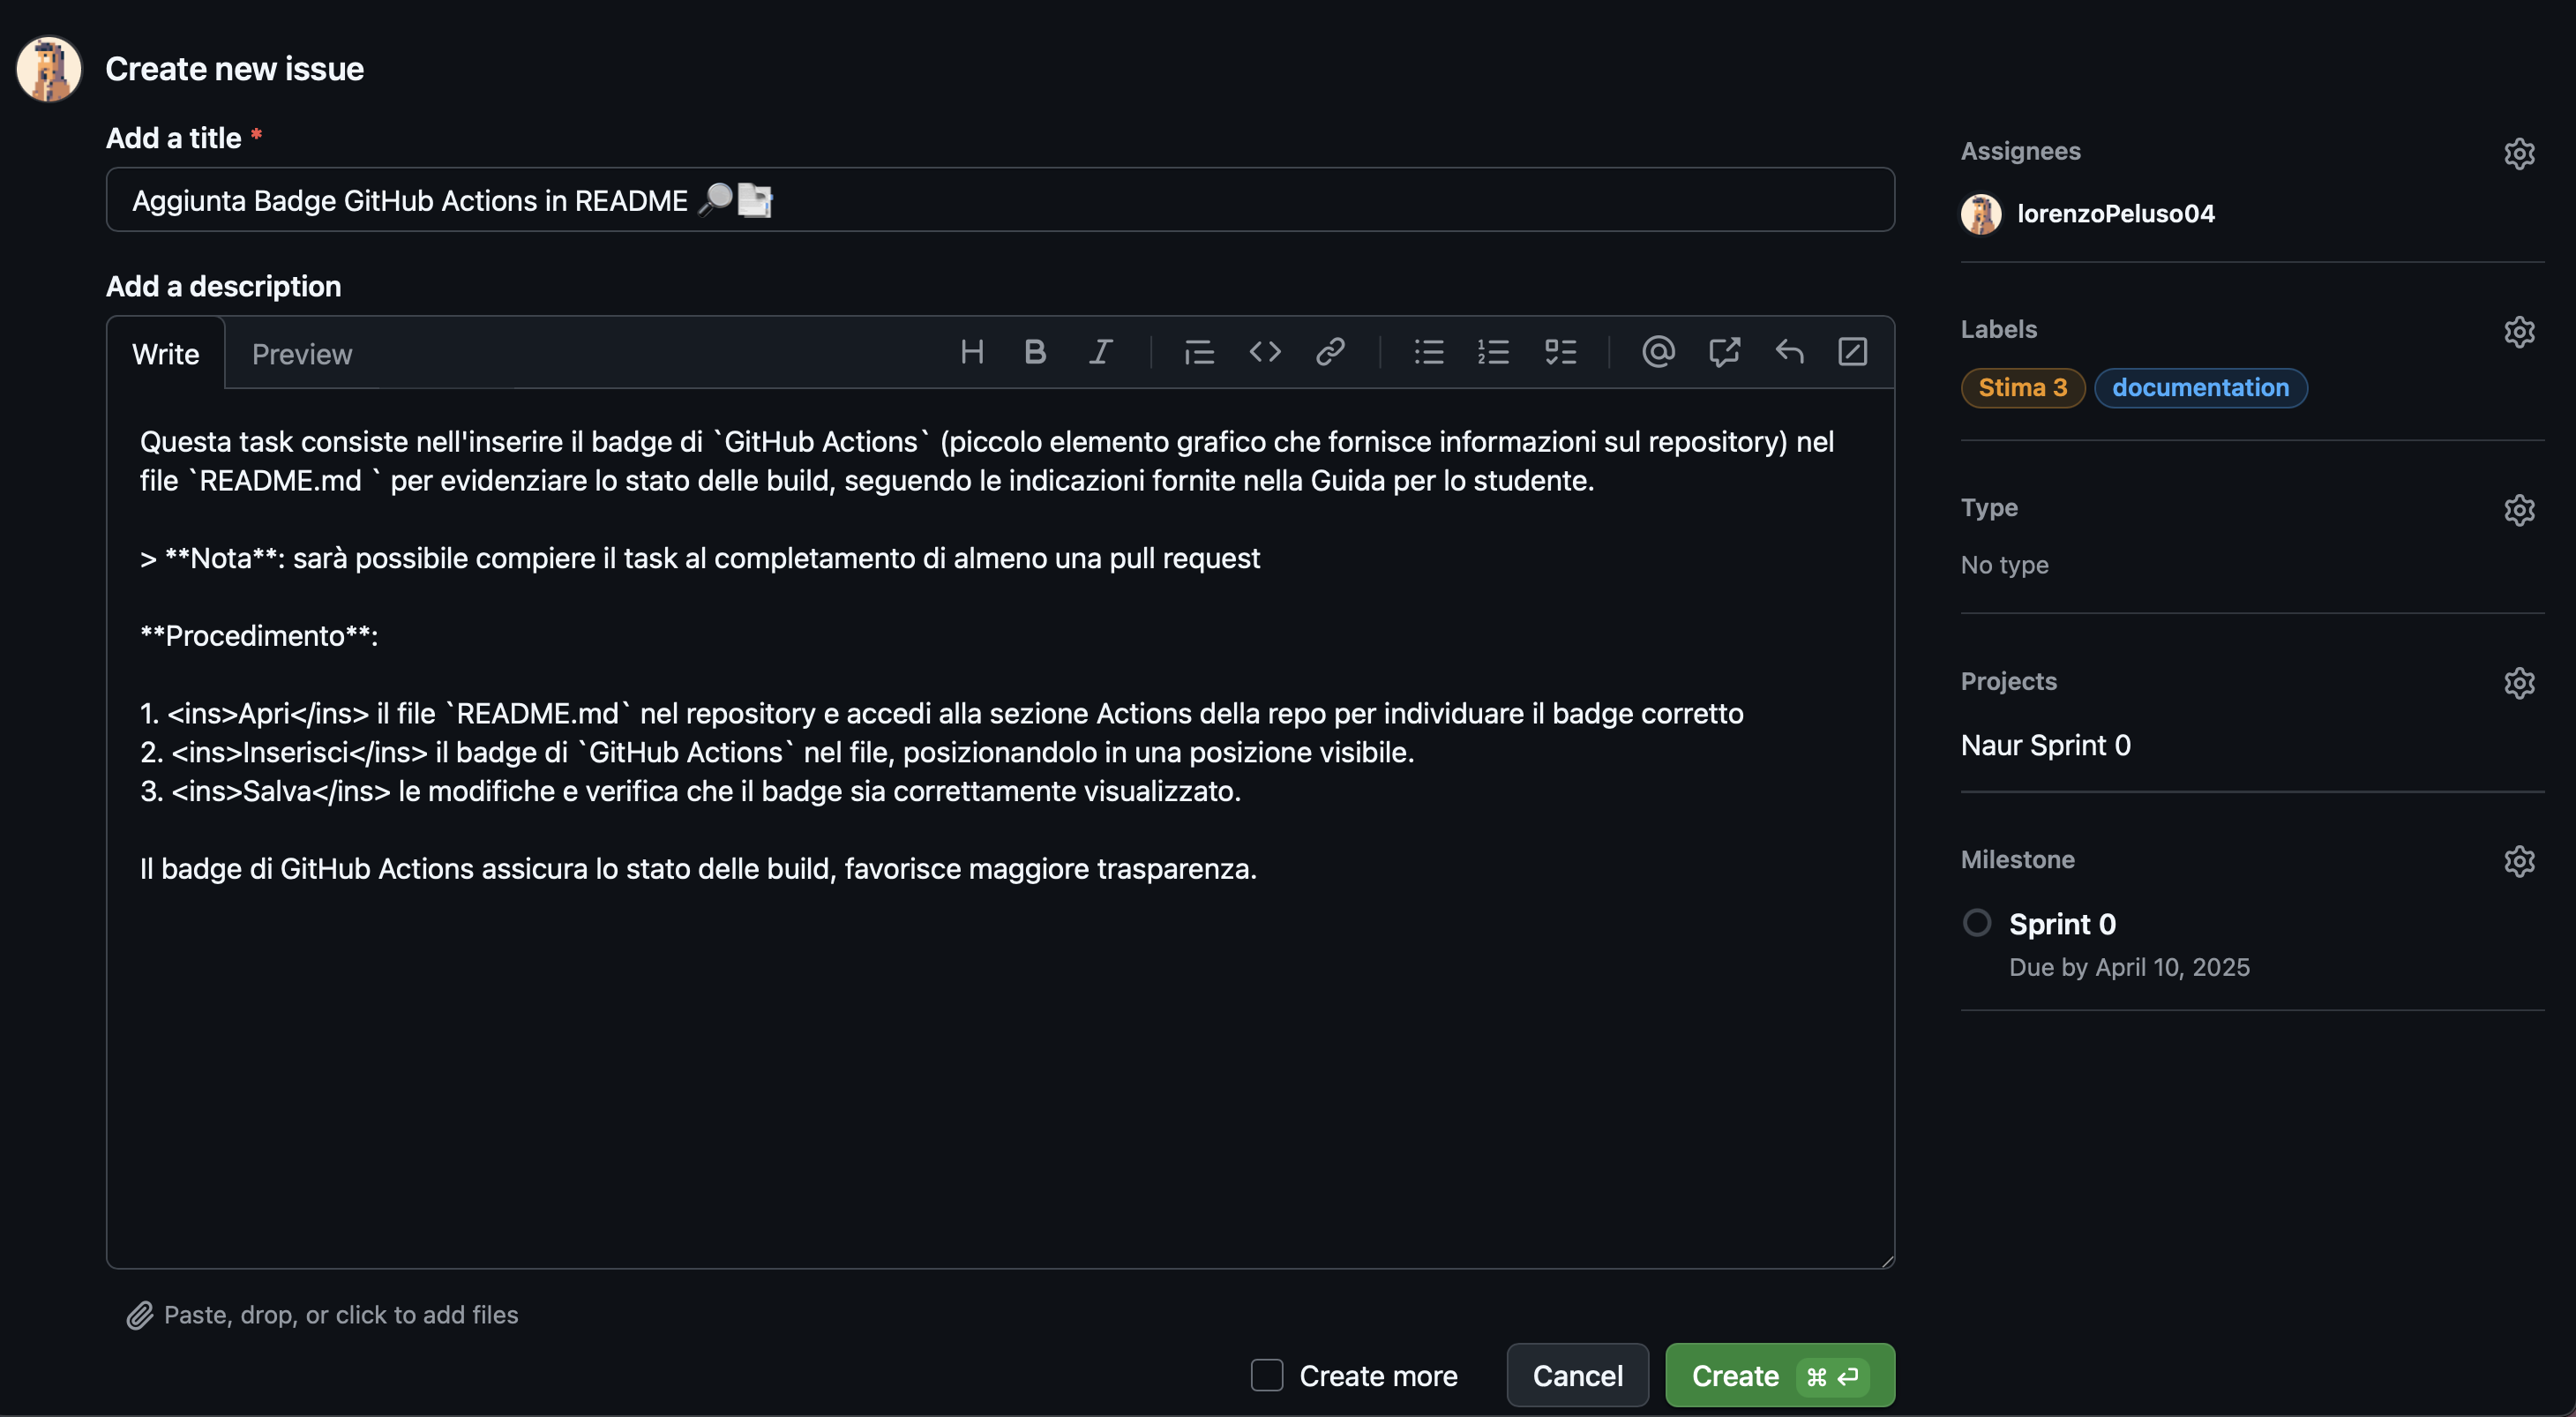 Create new issue
Add a title *
Aggiunta Badge GitHub Actions in README 🔎📑
Add a description
Write
Preview
Questa task consiste nell'inserire il badge di `GitHub Actions` (piccolo elemento grafico che fornisce informazioni sul repository) nel
file `README.md ` per evidenziare lo stato delle build, seguendo le indicazioni fornite nella Guida per lo studente.
> **Nota**: sarà possibile compiere il task al completamento di almeno una pull request
**Procedimento**:
1. <ins>Apri</ins> il file `README.md` nel repository e accedi alla sezione Actions della repo per individuare il badge corretto
2. <ins>Inserisci</ins> il badge di `GitHub Actions` nel file, posizionandolo in una posizione visibile.
3. <ins>Salva</ins> le modifiche e verifica che il badge sia correttamente visualizzato.
Il badge di GitHub Actions assicura lo stato delle build, favorisce maggiore trasparenza.
Paste, drop, or click to add files
Create more
Cancel
Create ⌘ ↵
Assignees
lorenzoPeluso04
Labels
Stima 3
documentation
Type
No type
Projects
Naur Sprint 0
Milestone
Sprint 0
Due by April 10, 2025